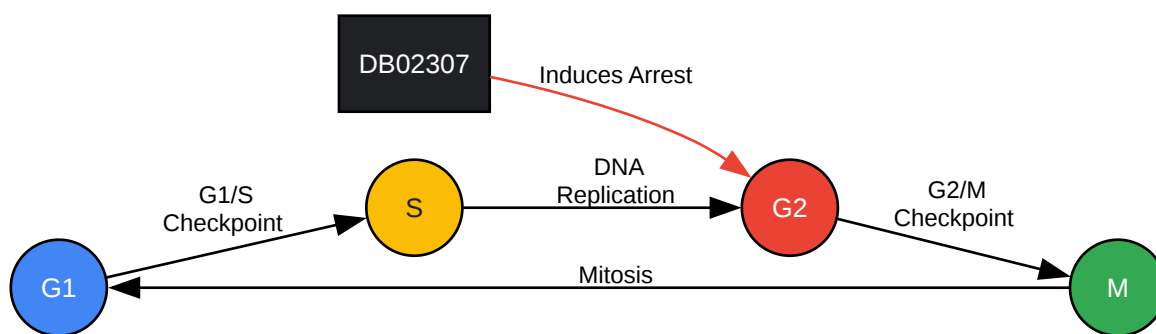 DB02307
Induces Arrest
DNA
Replication
G1/S
Checkpoint
G2/M
Checkpoint
S
G2
Mitosis
G1
M